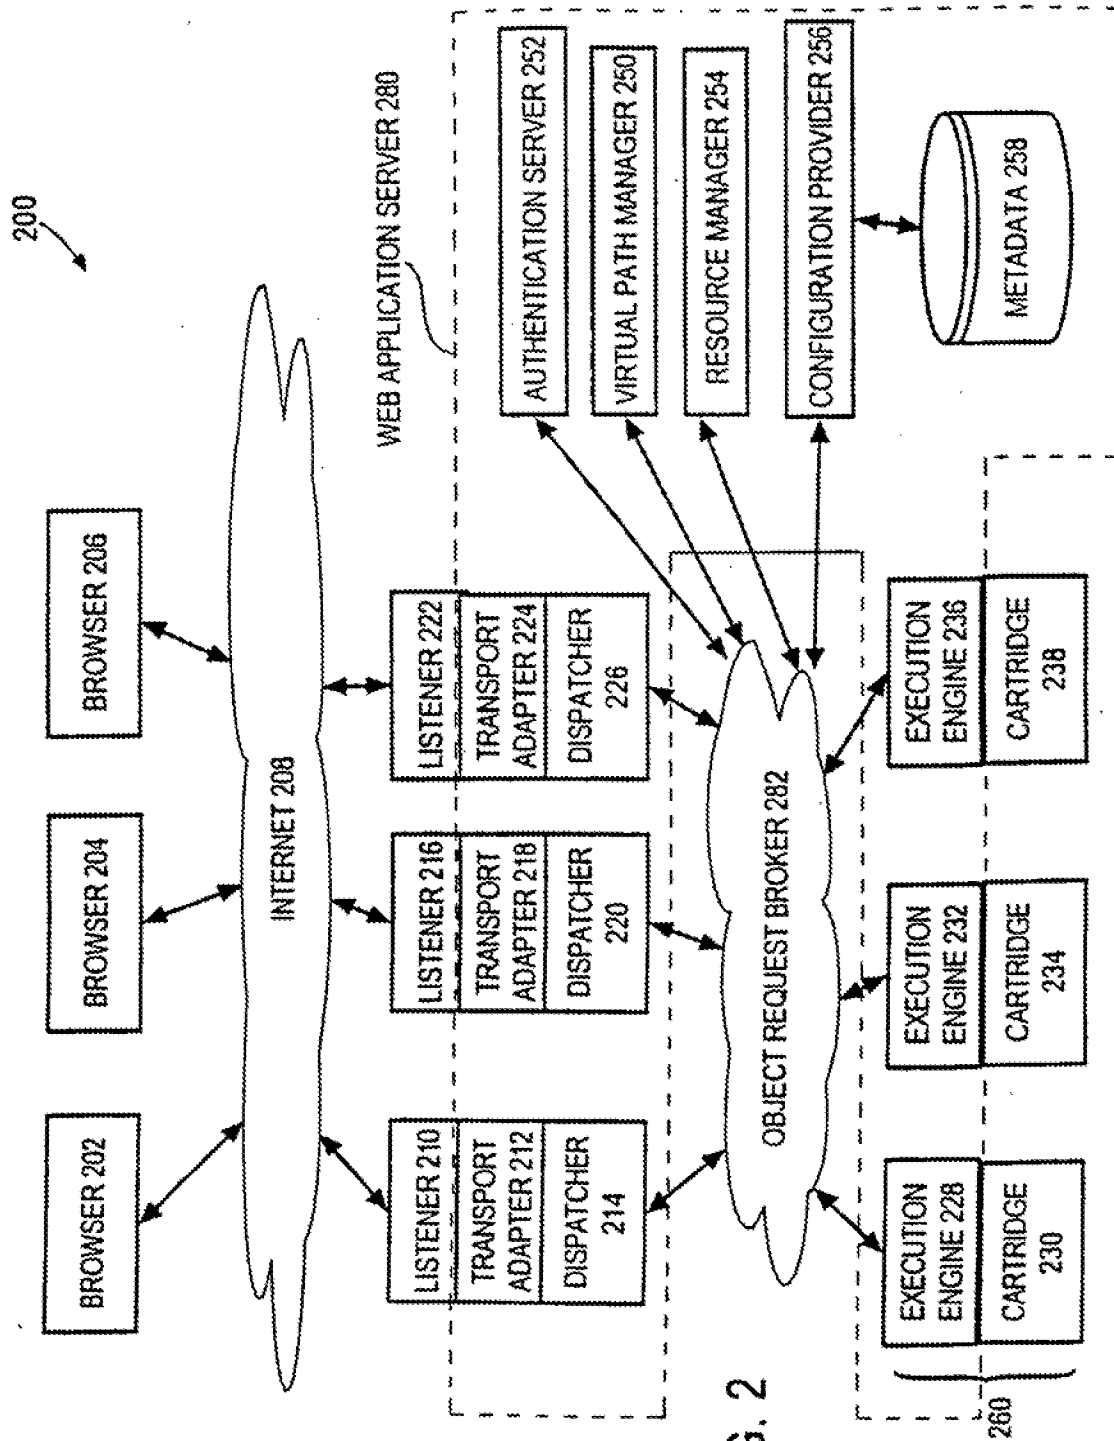 200
BROWSER 202
BROWSER 204
BROWSER 206
INTERNET 208
WEB APPLICATION SERVER 280
LISTENER 210
TRANSPORT
ADAPTER 212
DISPATCHER
214
LISTENER 216
TRANSPORT
ADAPTER 218
DISPATCHER
220
LISTENER 222
TRANSPORT
ADAPTER 224
DISPATCHER
226
AUTHENTICATION SERVER 252
VIRTUAL PATH MANAGER 250
RESOURCE MANAGER 254
CONFIGURATION PROVIDER 256
METADATA 258
OBJECT REQUEST BROKER 282
EXECUTION
ENGINE 228
CARTRIDGE
230
EXECUTION
ENGINE 232
CARTRIDGE
234
EXECUTION
ENGINE 236
CARTRIDGE
238
260
G. 2